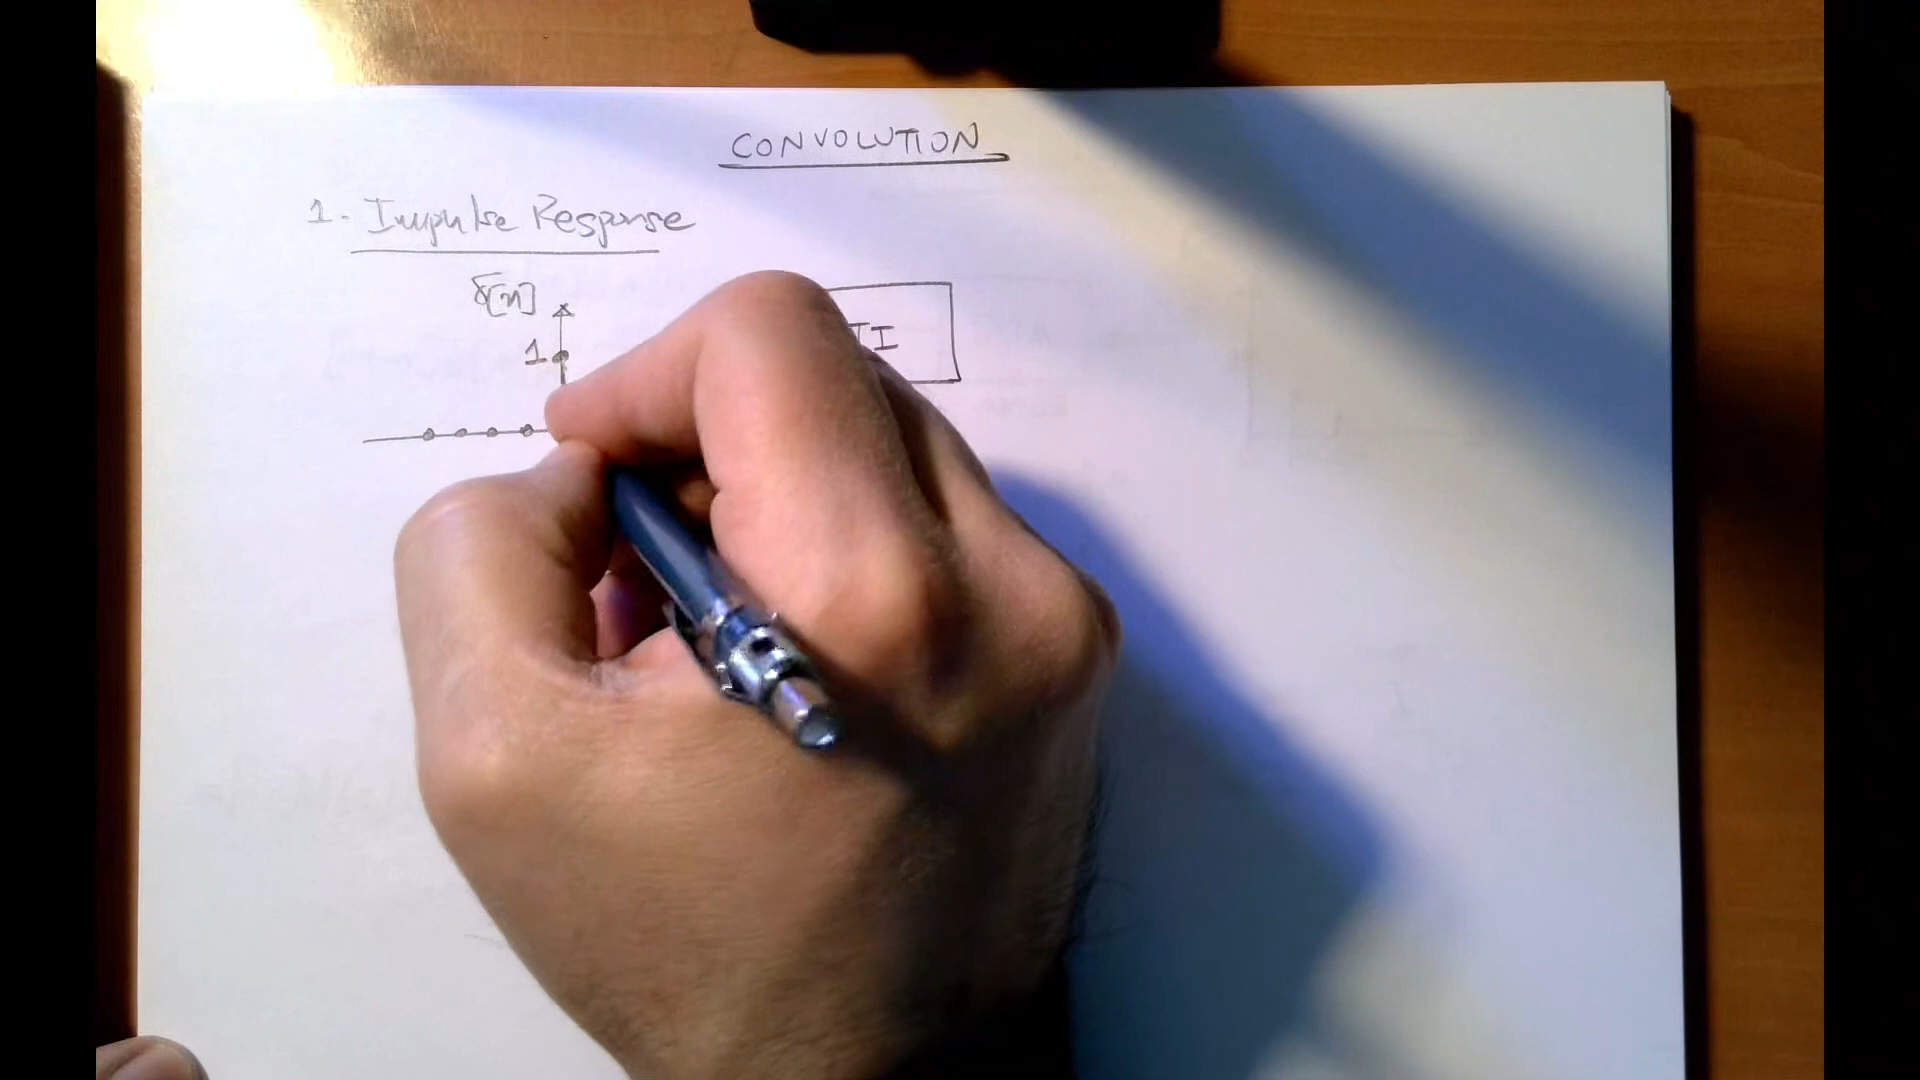 CONVOLUTION
1. Impulse Response
δ[n]
1
TI